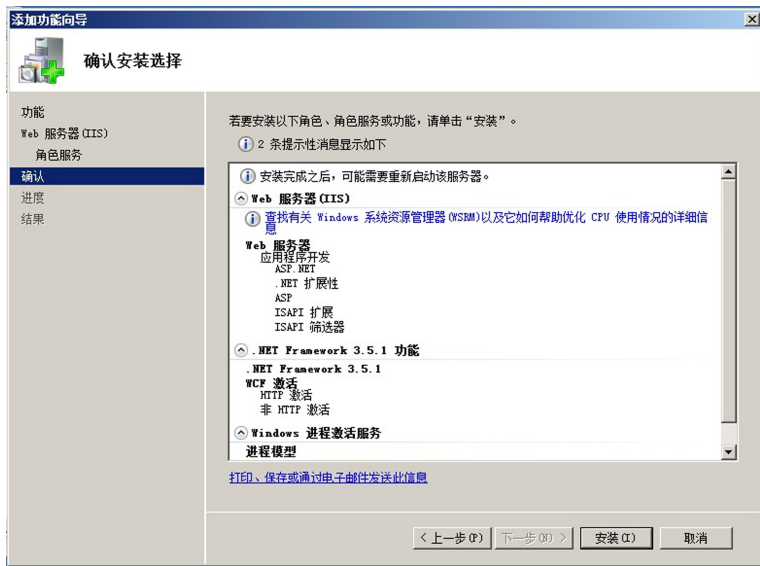 添加功能向导
确认安装选择
功能
Web 服务器(IIS)
角色服务
确认
进度
结果
若要安装以下角色、角色服务或功能，请单击“安装”。
2 条提示性消息显示如下
安装完成之后，可能需要重新启动该服务器。
Web 服务器(IIS)
查找有关 Windows 系统资源管理器(WSRM)以及它如何帮助优化 CPU 使用情况的详细信
息
Web 服务器
应用程序开发
ASP.NET
.NET 扩展性
ASP
ISAPI 扩展
ISAPI 筛选器
.NET Framework 3.5.1 功能
.NET Framework 3.5.1
WCF 激活
HTTP 激活
非 HTTP 激活
Windows 进程激活服务
进程模型
打印、保存或通过电子邮件发送此信息
< 上一步(P) 下一步(N) > 安装(I) 取消